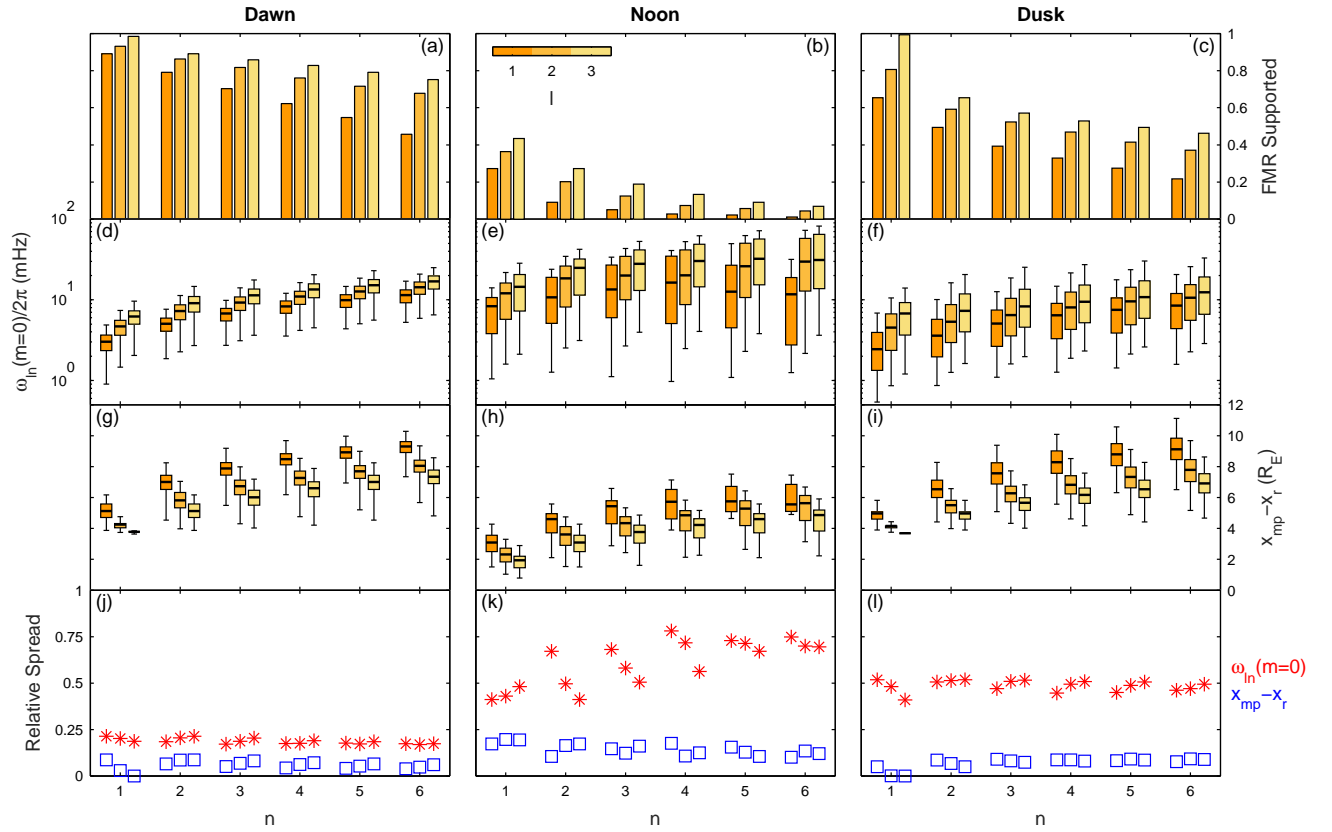 Dawn
Noon
Dusk
(a)
(b)
(c)
1 2 3
l
1
0.8
0.6
0.4
0.2
0
FMR Supported
10²
10¹
10⁰
ω_ln(m=0)/2π (mHz)
(d)
(e)
(f)
(g)
(h)
(i)
12
10
8
6
4
2
0
x_mp−x_r (R_E)
1
0.75
0.5
0.25
0
Relative Spread
(j)
(k)
(l)
ω_ln(m=0)
x_mp−x_r
1 2 3 4 5 6
1 2 3 4 5 6
1 2 3 4 5 6
n
n
n